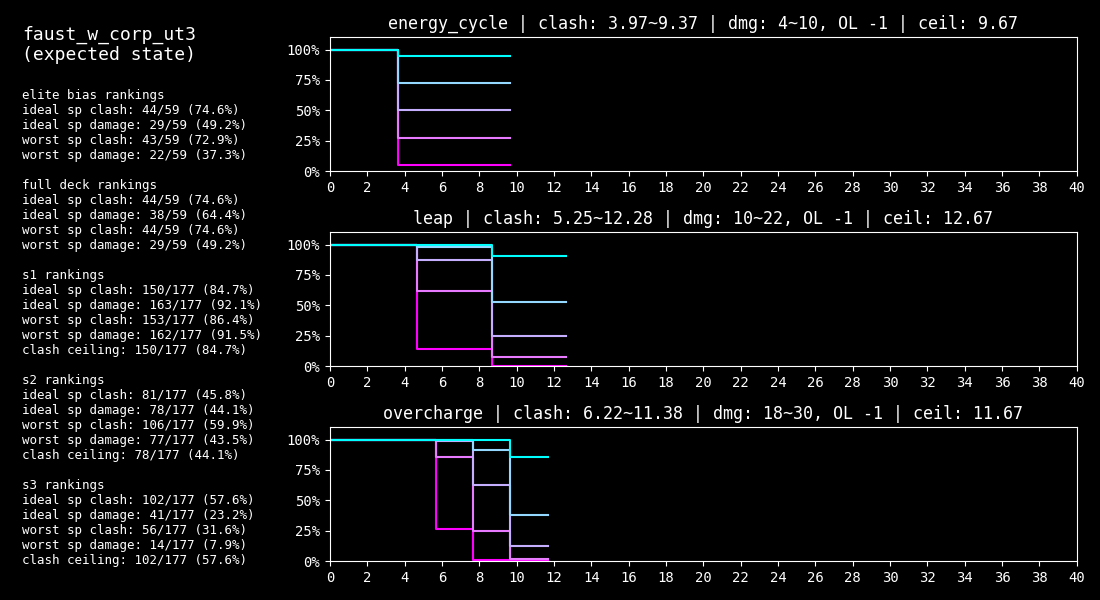 faust_w_corp_ut3
(expected state)
elite bias rankings
ideal sp clash: 44/59 (74.6%)
ideal sp damage: 29/59 (49.2%)
worst sp clash: 43/59 (72.9%)
worst sp damage: 22/59 (37.3%)
full deck rankings
ideal sp clash: 44/59 (74.6%)
ideal sp damage: 38/59 (64.4%)
worst sp clash: 44/59 (74.6%)
worst sp damage: 29/59 (49.2%)
s1 rankings
ideal sp clash: 150/177 (84.7%)
ideal sp damage: 163/177 (92.1%)
worst sp clash: 153/177 (86.4%)
worst sp damage: 162/177 (91.5%)
clash ceiling: 150/177 (84.7%)
s2 rankings
ideal sp clash: 81/177 (45.8%)
ideal sp damage: 78/177 (44.1%)
worst sp clash: 106/177 (59.9%)
worst sp damage: 77/177 (43.5%)
clash ceiling: 78/177 (44.1%)
s3 rankings
ideal sp clash: 102/177 (57.6%)
ideal sp damage: 41/177 (23.2%)
worst sp clash: 56/177 (31.6%)
worst sp damage: 14/177 (7.9%)
clash ceiling: 102/177 (57.6%)
energy_cycle | clash: 3.97~9.37 | dmg: 4~10, OL -1 | ceil: 9.67
100%
75%
50%
25%
0%
0 2 4 6 8 10 12 14 16 18 20 22 24 26 28 30 32 34 36 38 40
leap | clash: 5.25~12.28 | dmg: 10~22, OL -1 | ceil: 12.67
100%
75%
50%
25%
0%
0 2 4 6 8 10 12 14 16 18 20 22 24 26 28 30 32 34 36 38 40
overcharge | clash: 6.22~11.38 | dmg: 18~30, OL -1 | ceil: 11.67
100%
75%
50%
25%
0%
0 2 4 6 8 10 12 14 16 18 20 22 24 26 28 30 32 34 36 38 40